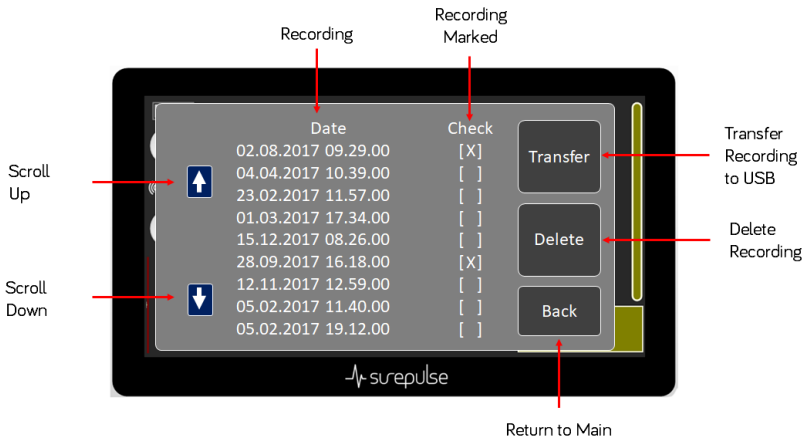 Recording
Recording
Marked
Date Check
02.08.2017 09.29.00 [X]
04.04.2017 10.39.00 [ ]
23.02.2017 11.57.00 [ ]
01.03.2017 17.34.00 [ ]
15.12.2017 08.26.00 [ ]
28.09.2017 16.18.00 [X]
12.11.2017 12.59.00 [ ]
05.02.2017 11.40.00 [ ]
05.02.2017 19.12.00 [ ]
Transfer
Delete
Back
Scroll
Up
Scroll
Down
Transfer
Recording
to USB
Delete
Recording
surepulse
Return to Main